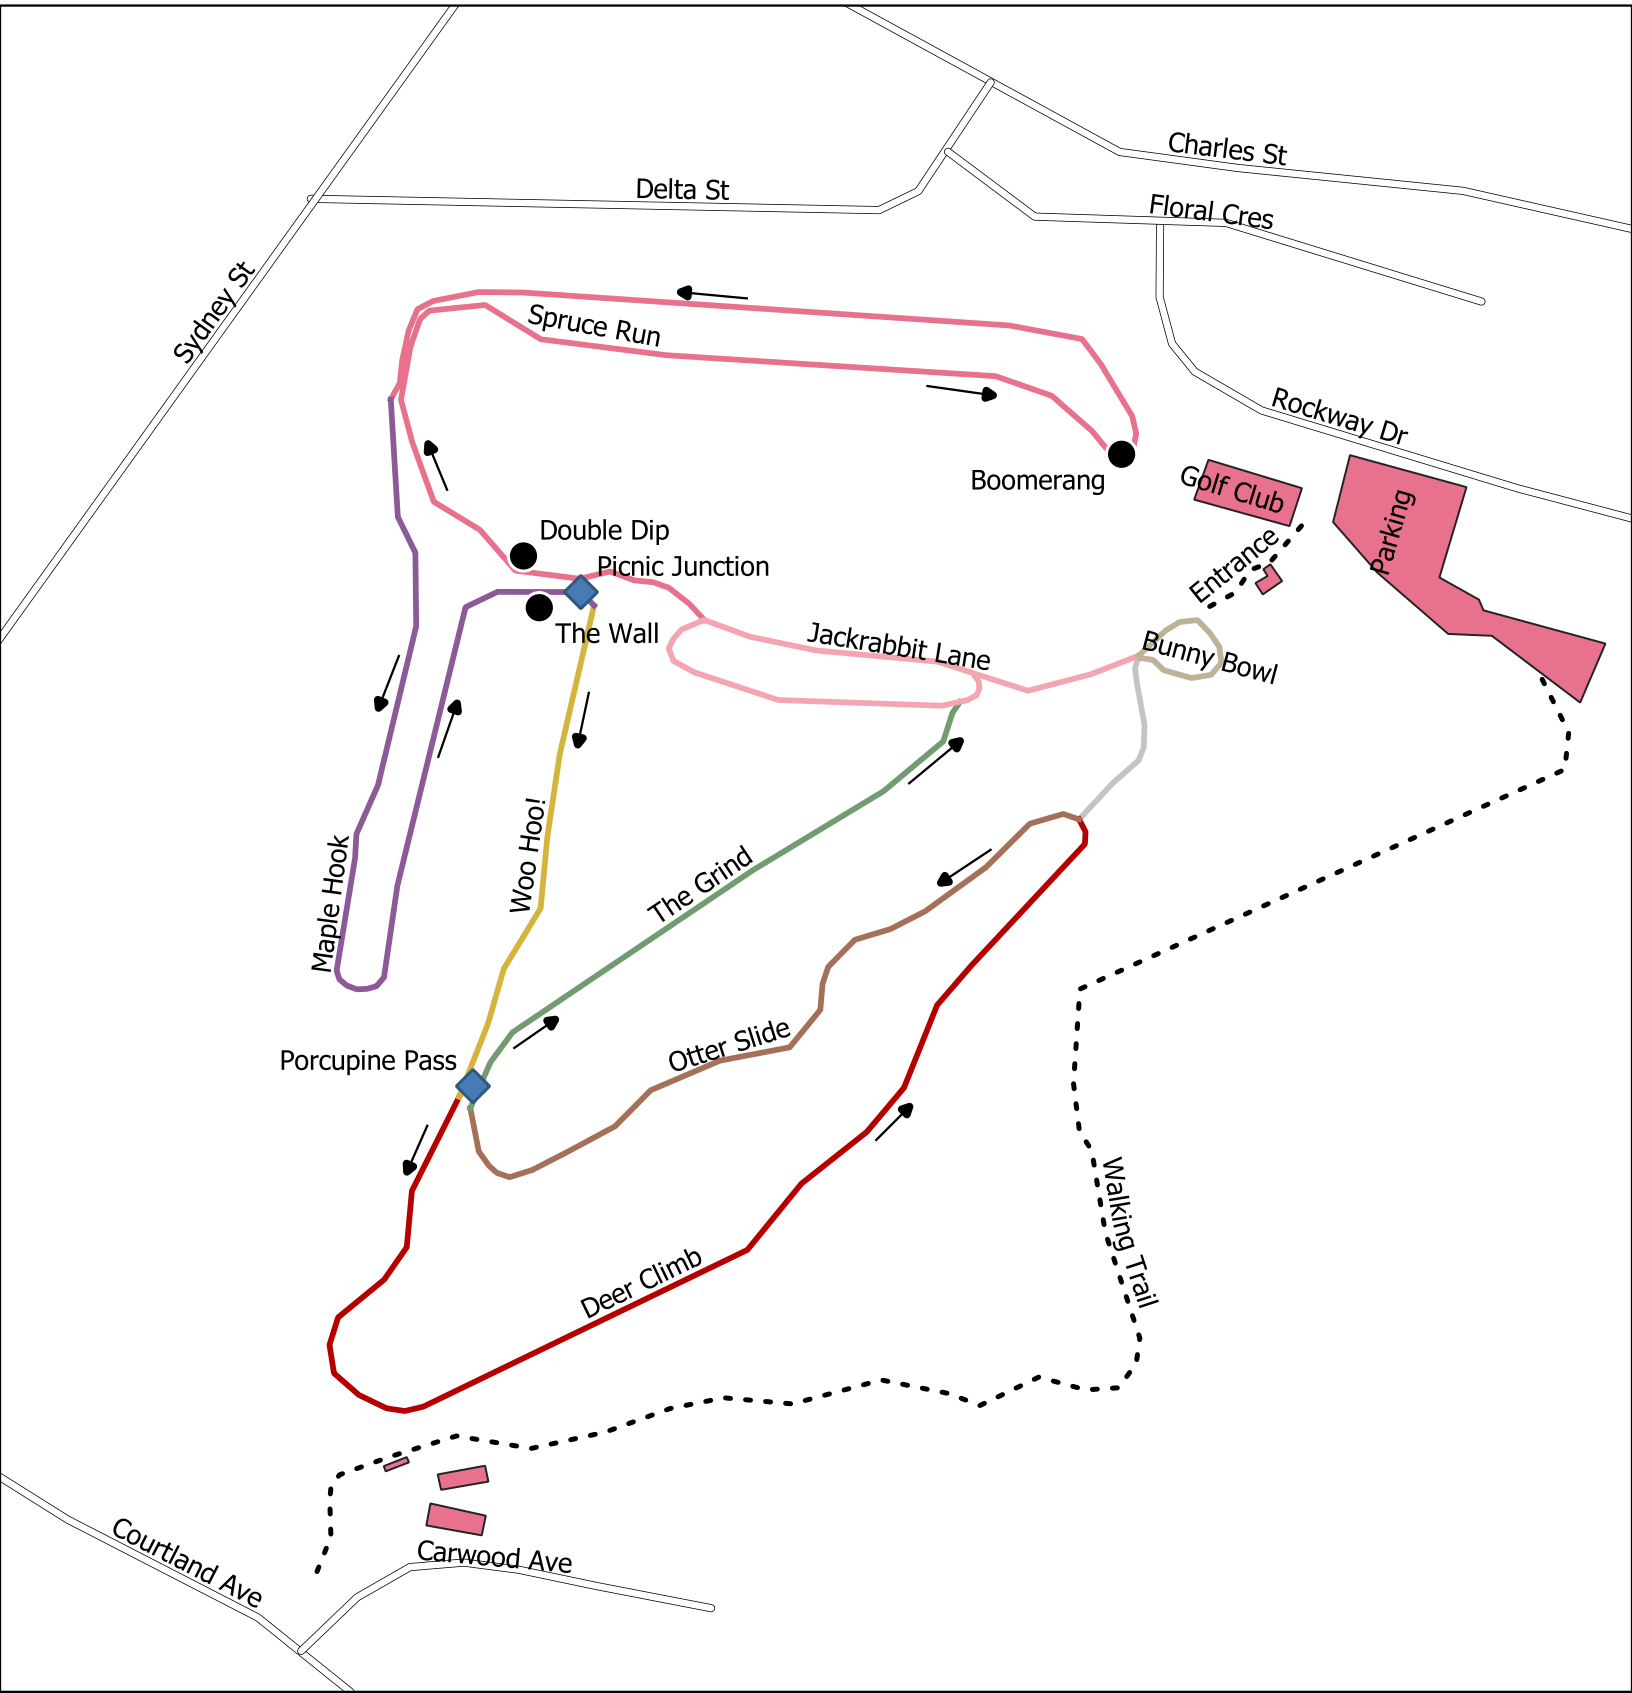 Charles St
Delta St
Floral Cres
Sydney St
Spruce Run
Rockway Dr
Boomerang
Golf Club
Parking
Double Dip
Entrance
Picnic Junction
The Wall
Jackrabbit Lane
Bunny Bowl
Woo Hoo!
Maple Hook
The Grind
Otter Slide
Porcupine Pass
Walking Trail
Deer Climb
Courtland Ave
Carwood Ave